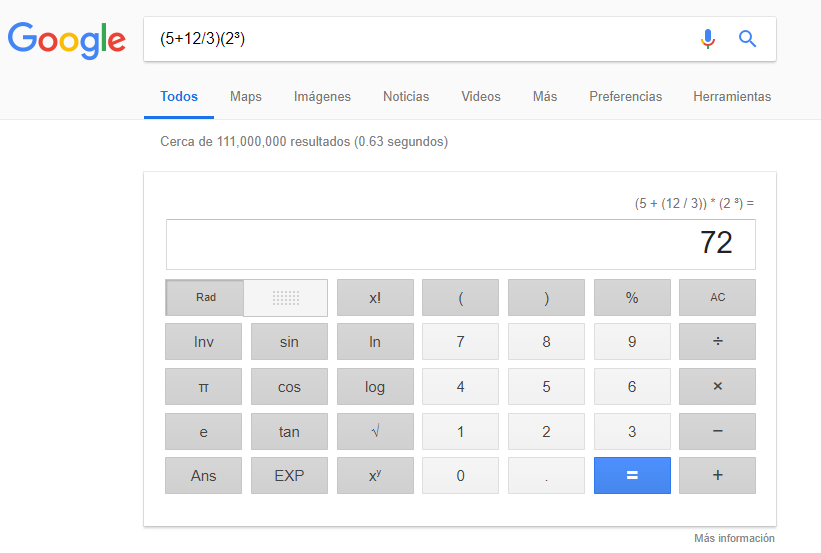 Google
(5+12/3)(2³)
Todos Maps Imágenes Noticias Videos Más Preferencias Herramientas
Cerca de 111,000,000 resultados (0.63 segundos)
(5 + (12 / 3)) * (2 ³) =
72
Rad x! ( ) % AC
Inv sin ln 7 8 9 ÷
π cos log 4 5 6 ×
e tan √ 1 2 3 −
Ans EXP xʸ 0 . = +
Más información